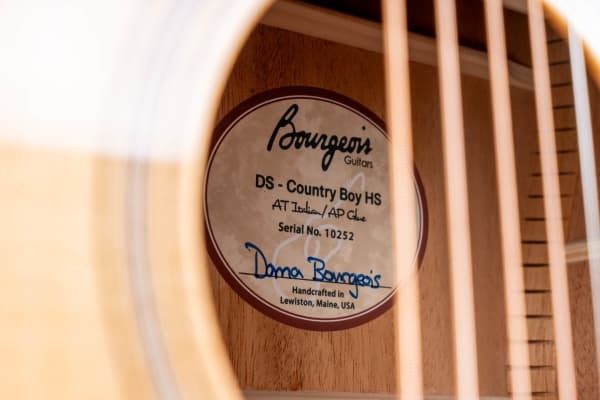 Bourgeois
Guitars
DS - Country Boy HS
AT Italian/AP Glue
Serial No. 10252
Dana Bourgeois
Handcrafted in
Lewiston, Maine, USA